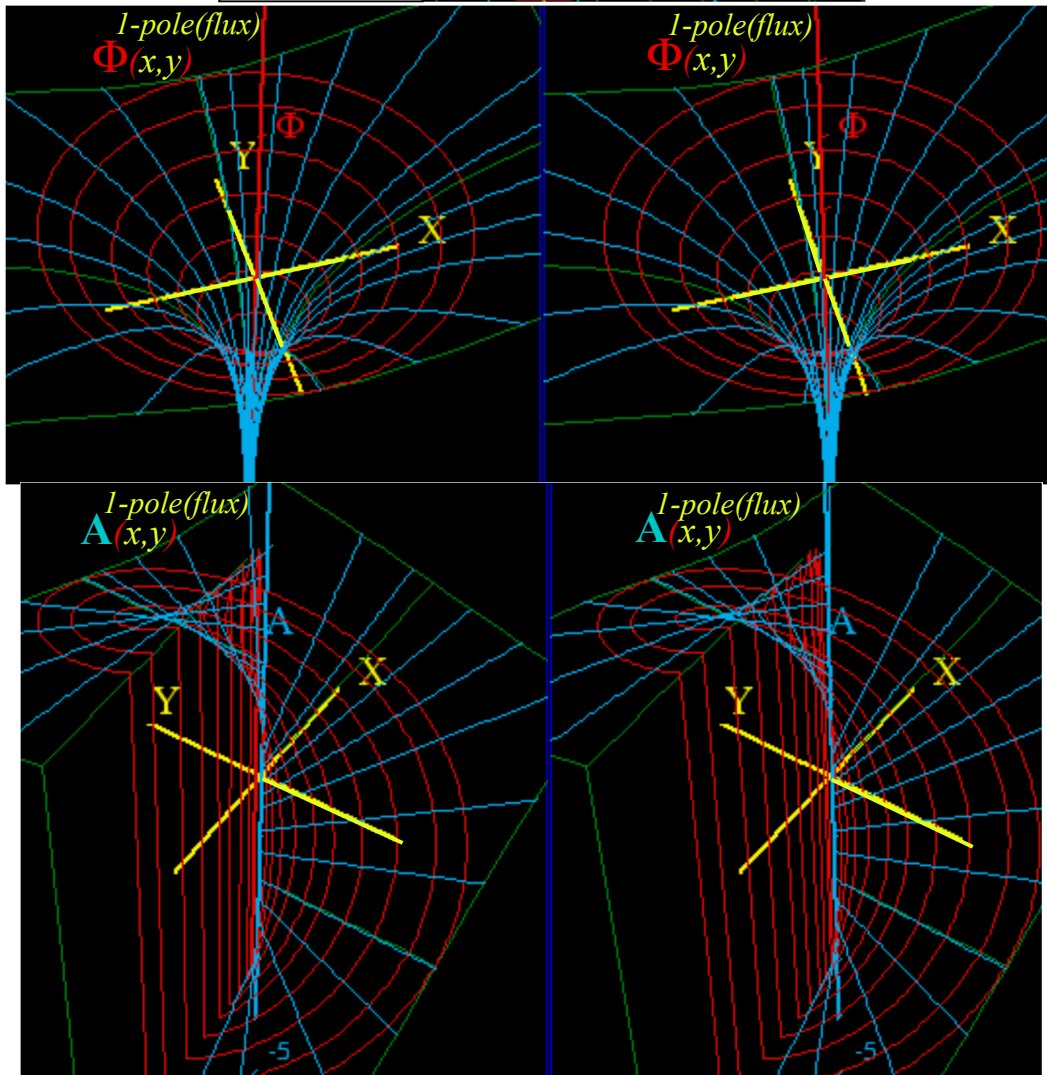 1-pole(flux)
Φ(x,y)
Φ
Y
X
1-pole(flux)
Φ(x,y)
Φ
Y
X
1-pole(flux)
A(x,y)
A
X
Y
-5
1-pole(flux)
A(x,y)
A
X
Y
-5